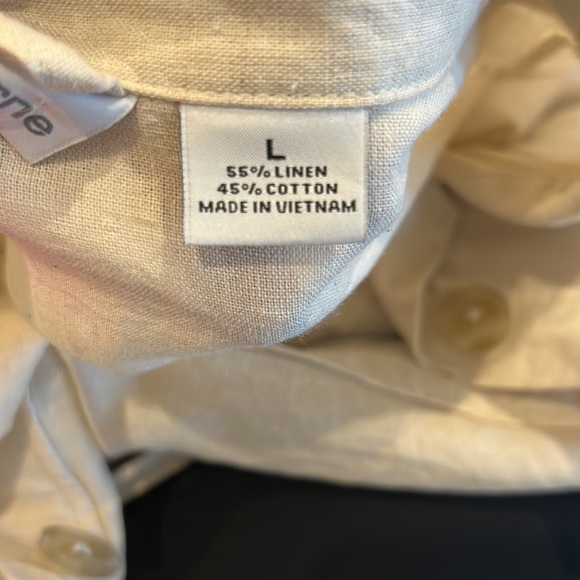 L
55% LINEN
45% COTTON
MADE IN VIETNAM